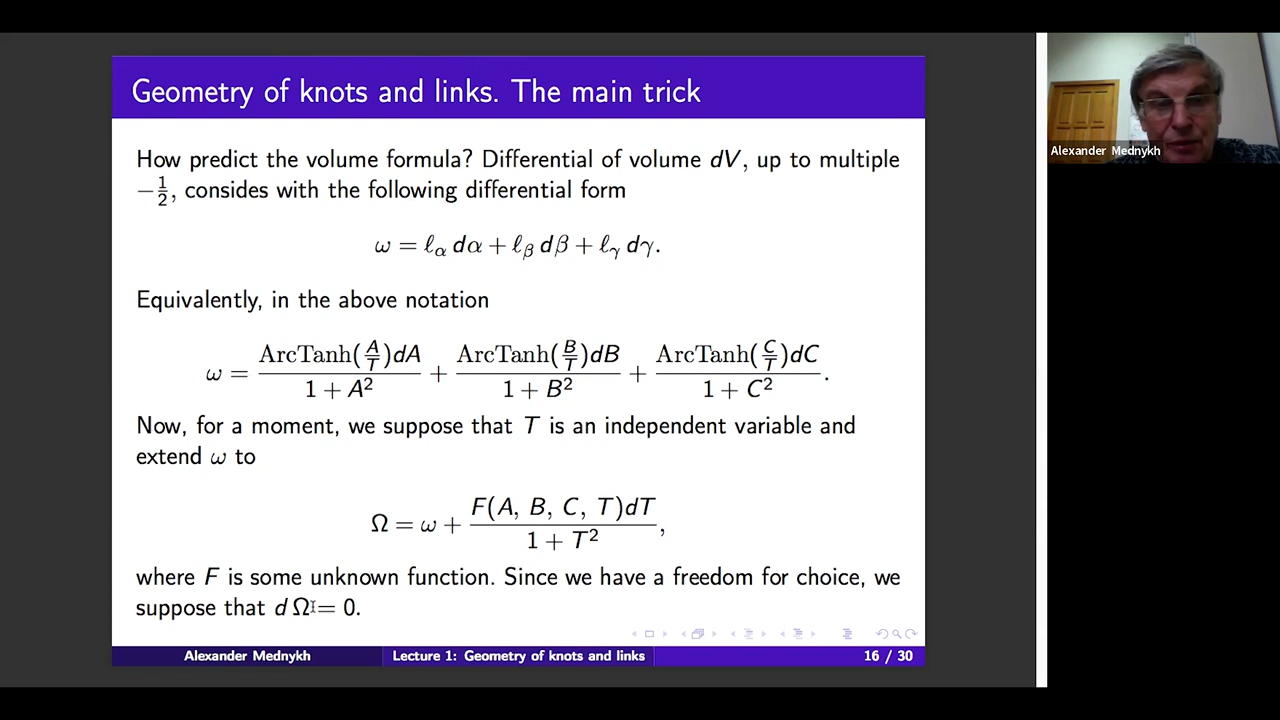 Geometry of knots and links. The main trick
How predict the volume formula? Differential of volume dV, up to multiple
−1/2, consides with the following differential form
ω = ℓ_α dα + ℓ_β dβ + ℓ_γ dγ.
Equivalently, in the above notation
ω = ArcTanh(A/T)dA / (1 + A²) + ArcTanh(B/T)dB / (1 + B²) + ArcTanh(C/T)dC / (1 + C²).
Now, for a moment, we suppose that T is an independent variable and
extend ω to
Ω = ω + F(A, B, C, T)dT / (1 + T²),
where F is some unknown function. Since we have a freedom for choice, we
suppose that d Ω = 0.
Alexander Mednykh Lecture 1: Geometry of knots and links 16 / 30
Alexander Mednykh